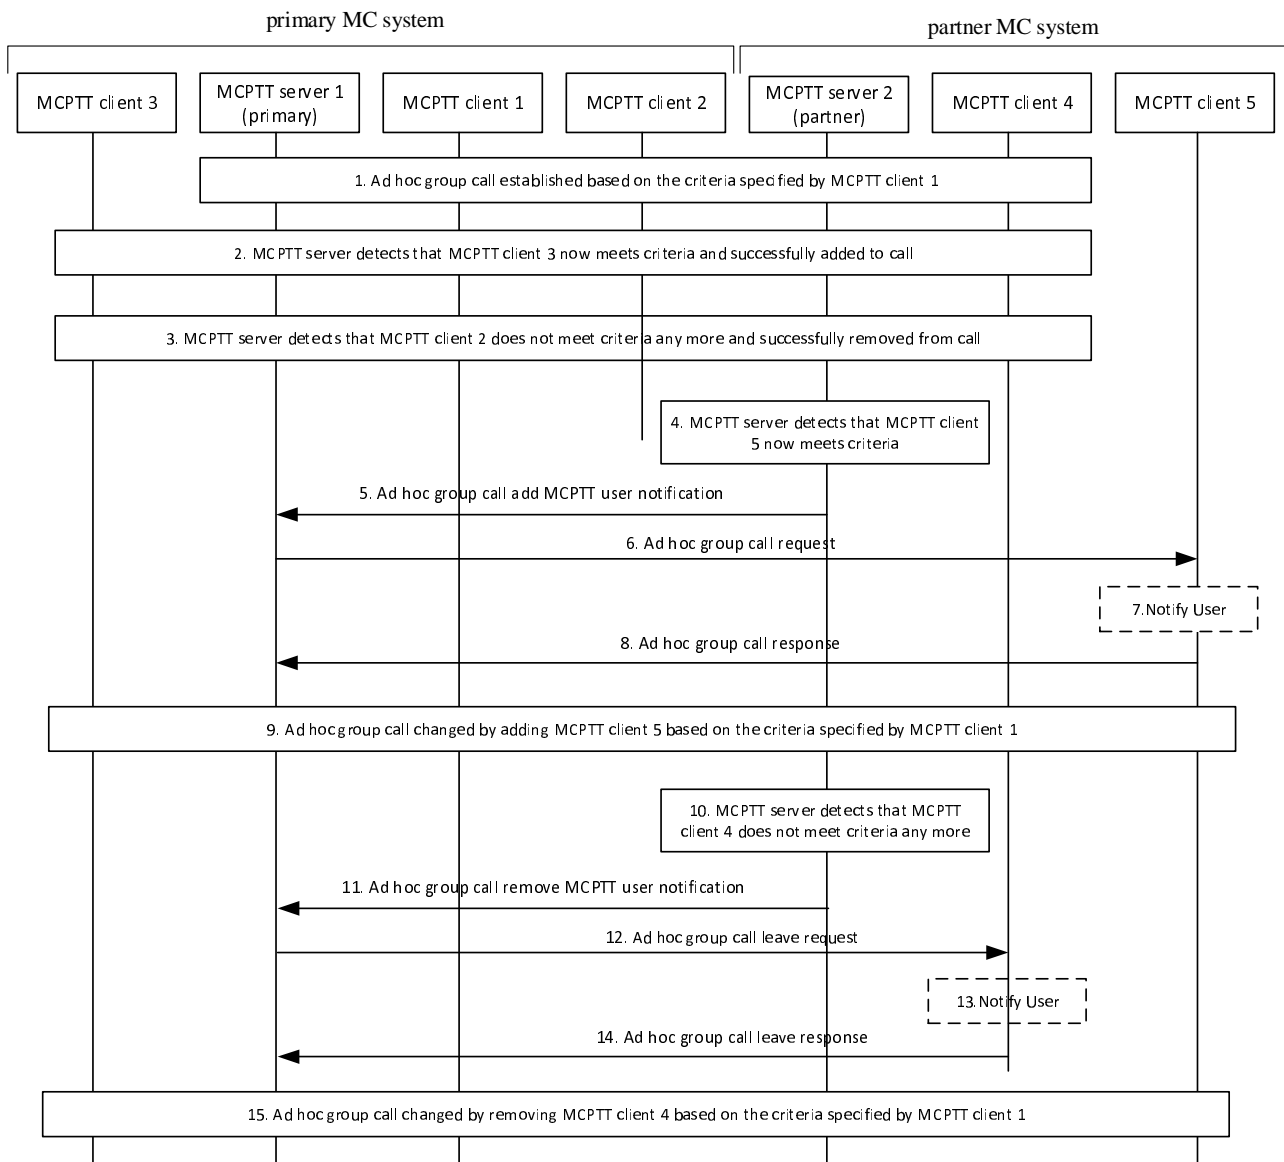 primary MC system
partner MC system
MCPTT client 3
MCPTT server 1
(primary)
MCPTT client 1
MCPTT client 2
MCPTT server 2
(partner)
MCPTT client 4
MCPTT client 5
1. Ad hoc group call established based on the criteria specified by MCPTT client 1
2. MCPTT server detects that MCPTT client 3 now meets criteria and successfully added to call
3. MCPTT server detects that MCPTT client 2 does not meet criteria any more and successfully removed from call
4. MCPTT server detects that MCPTT client
5 now meets criteria
5. Ad hoc group call add MCPTT user notification
6. Ad hoc group call request
7.Notify User
8. Ad hoc group call response
9. Ad hoc group call changed by adding MCPTT client 5 based on the criteria specified by MCPTT client 1
10. MCPTT server detects that MCPTT
client 4 does not meet criteria any more
11. Ad hoc group call remove MCPTT user notification
12. Ad hoc group call leave request
13.Notify User
14. Ad hoc group call leave response
15. Ad hoc group call changed by removing MCPTT client 4 based on the criteria specified by MCPTT client 1